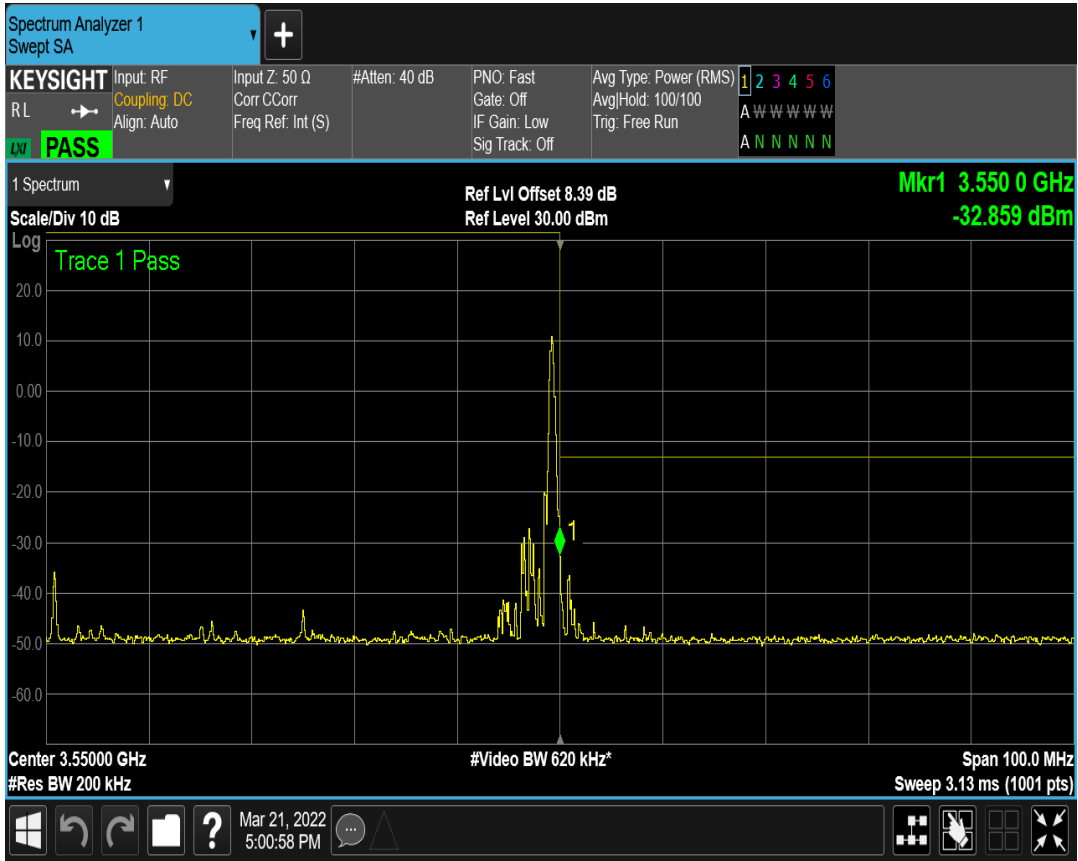 Spectrum Analyzer 1
Swept SA
+
KEYSIGHT
RL
LXI PASS
Input: RF
Coupling: DC
Align: Auto
Input Z: 50 Ω
Corr CCorr
Freq Ref: Int (S)
#Atten: 40 dB
PNO: Fast
Gate: Off
IF Gain: Low
Sig Track: Off
Avg Type: Power (RMS)
Avg|Hold: 100/100
Trig: Free Run
1 2 3 4 5 6
A W W W W W
A N N N N N
1 Spectrum
Scale/Div 10 dB
Ref Lvl Offset 8.39 dB
Ref Level 30.00 dBm
Mkr1 3.550 0 GHz
-32.859 dBm
Log
Trace 1 Pass
20.0
10.0
0.00
-10.0
-20.0
-30.0
-40.0
-50.0
-60.0
1
Center 3.55000 GHz
#Res BW 200 kHz
#Video BW 620 kHz*
Span 100.0 MHz
Sweep 3.13 ms (1001 pts)
?
Mar 21, 2022
5:00:58 PM